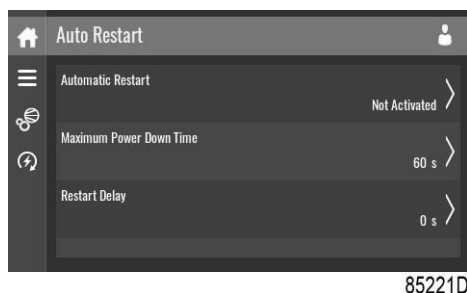 Auto Restart
Automatic Restart
Not Activated
Maximum Power Down Time
60 s
Restart Delay
0 s
85221D